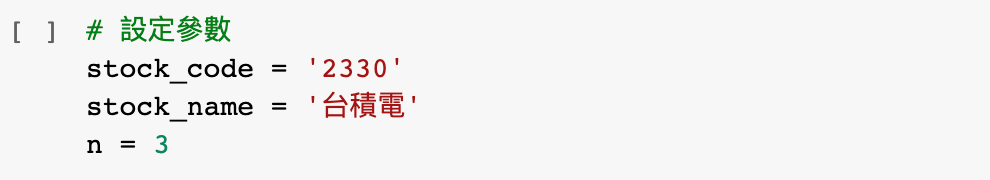 [ ] # 設定參數
stock_code = '2330'
stock_name = '台積電'
n = 3